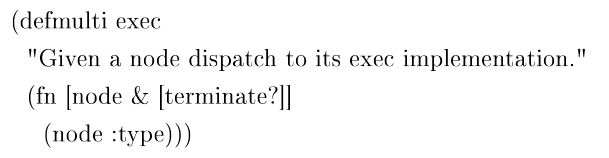 (defmulti exec
"Given a node dispatch to its exec implementation."
(fn [node & [terminate?]]
(node :type)))